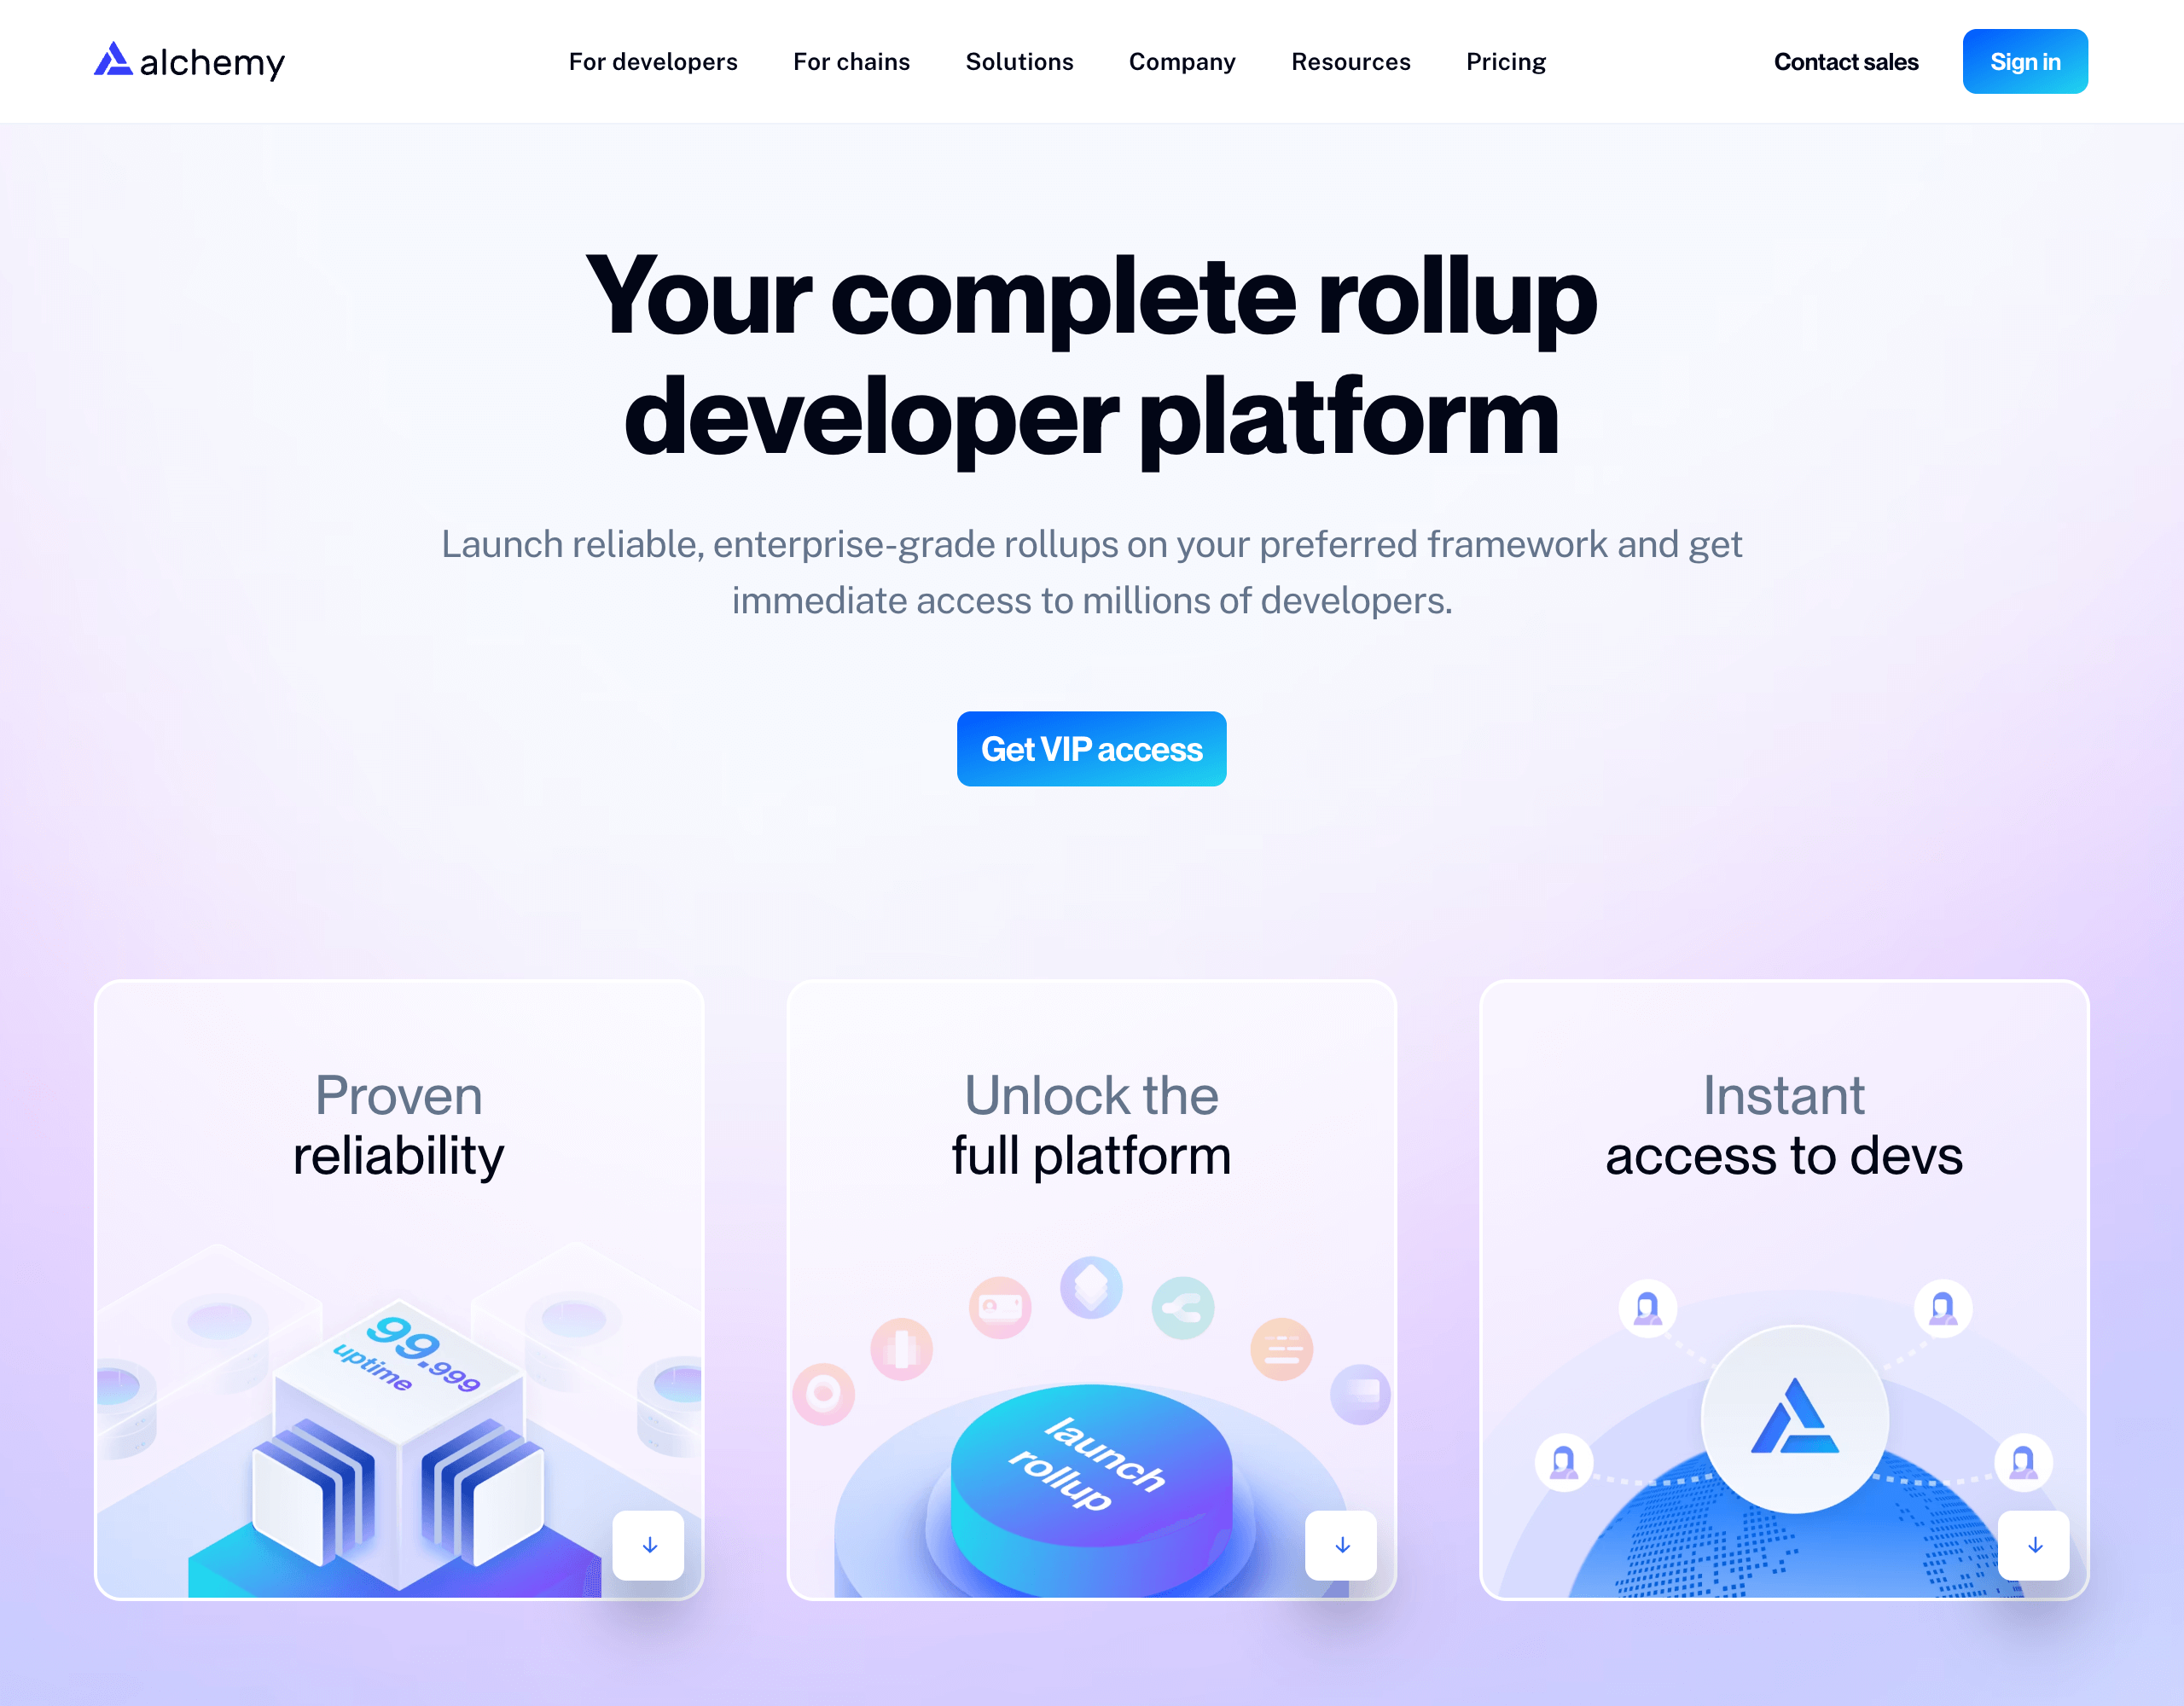 alchemy
For developers
For chains
Solutions
Company
Resources
Pricing
Contact sales
Sign in
Your complete rollup
developer platform
Launch reliable, enterprise-grade rollups on your preferred framework and get
immediate access to millions of developers.
Get VIP access
Proven
reliability
99.999
uptime
Unlock the
full platform
launch
rollup
Instant
access to devs